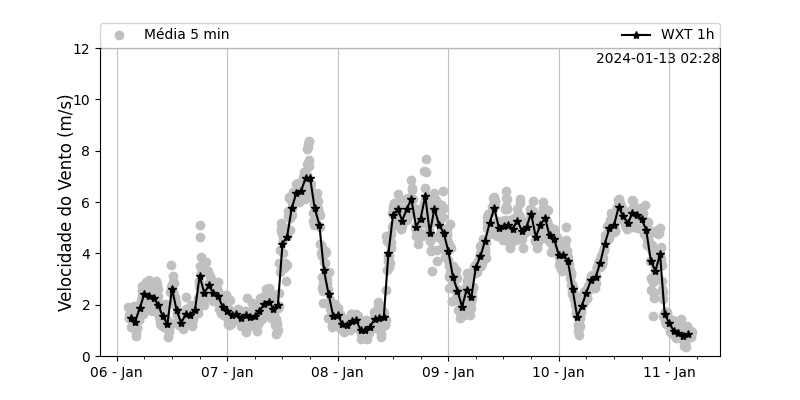 Média 5 min
WXT 1h
2024-01-13 02:28
Velocidade do Vento (m/s)
12
10
8
6
4
2
0
06 - Jan
07 - Jan
08 - Jan
09 - Jan
10 - Jan
11 - Jan